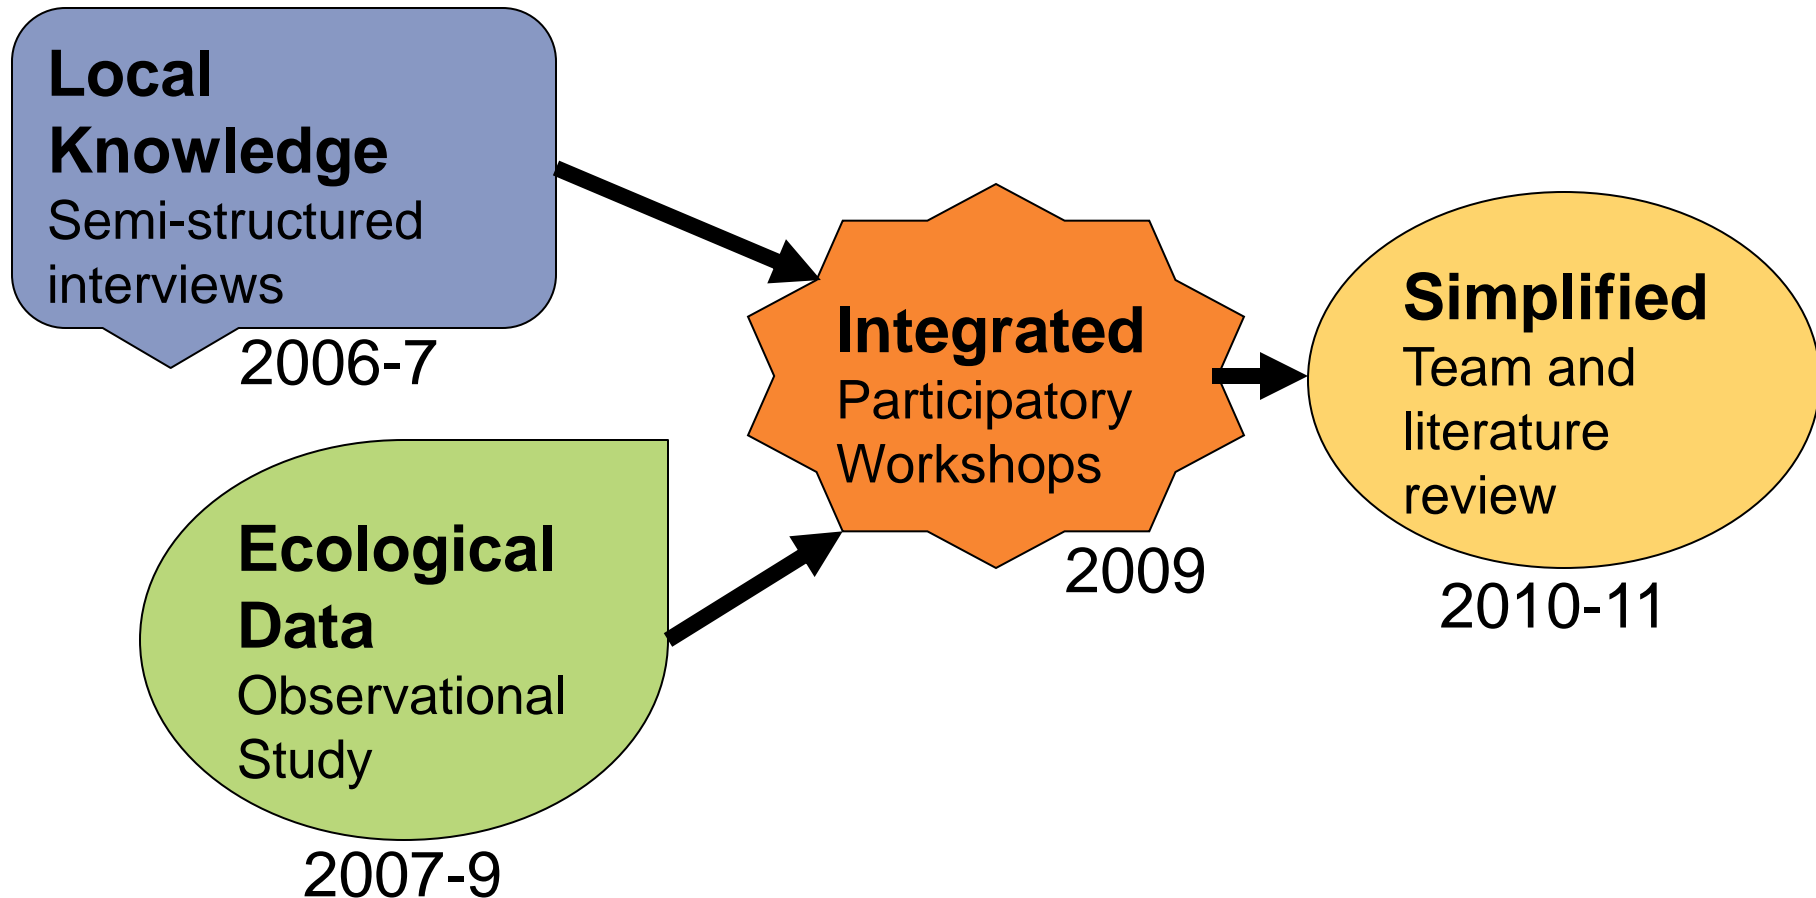 Local
Knowledge
Semi-structured
interviews
2006-7
Ecological
Data
Observational
Study
2007-9
Integrated
Participatory
Workshops
2009
Simplified
Team and
literature
review
2010-11